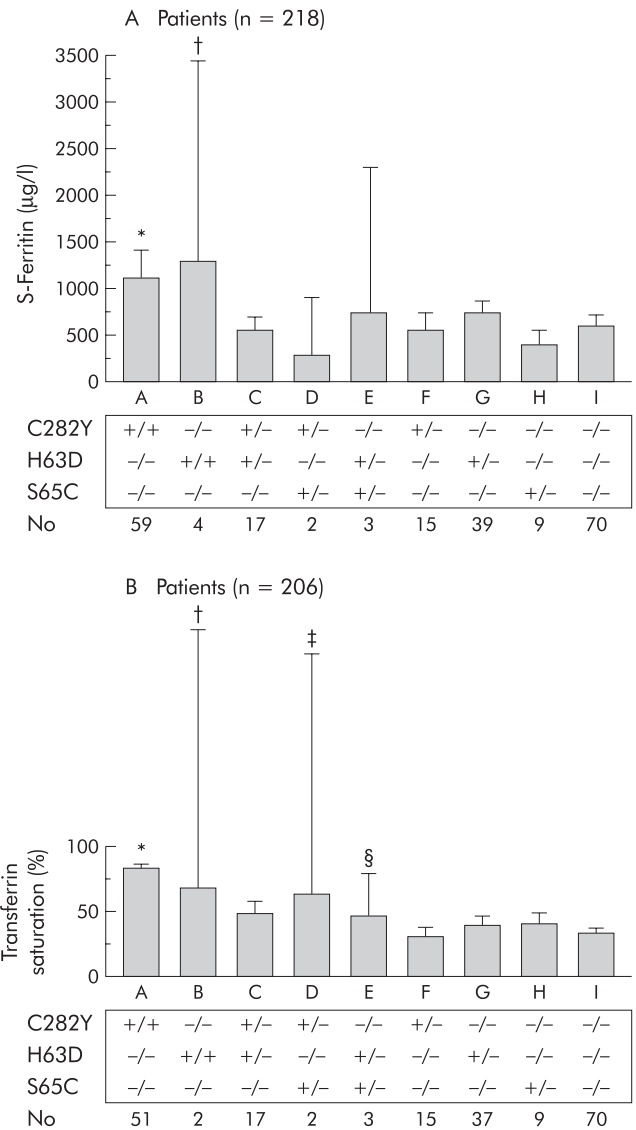 A Patients (n = 218)
†
3500
3000
2500
2000
1500
1000
500
0
S-Ferritin (µg/l)
*
A B C D E F G H I
C282Y +/+ –/– +/– +/– –/– +/– –/– –/– –/–
H63D –/– +/+ +/– –/– +/– –/– +/– –/– –/–
S65C –/– –/– –/– +/– +/– –/– –/– +/– –/–
No 59 4 17 2 3 15 39 9 70
B Patients (n = 206)
†
‡
100
50
0
Transferrin
saturation (%)
*
§
A B C D E F G H I
C282Y +/+ –/– +/– +/– –/– +/– –/– –/– –/–
H63D –/– +/+ +/– –/– +/– –/– +/– –/– –/–
S65C –/– –/– –/– +/– +/– –/– –/– +/– –/–
No 51 2 17 2 3 15 37 9 70